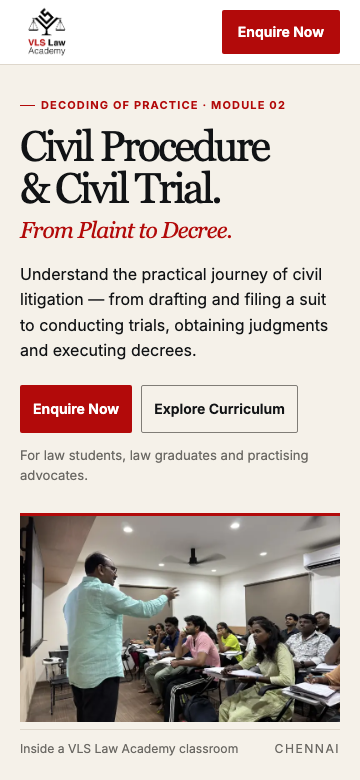 VLS Law
Academy
Enquire Now
DECODING OF PRACTICE · MODULE 02
Civil Procedure
& Civil Trial.
From Plaint to Decree.
Understand the practical journey of civil
litigation — from drafting and filing a suit
to conducting trials, obtaining judgments
and executing decrees.
Enquire Now
Explore Curriculum
For law students, law graduates and practising
advocates.
Inside a VLS Law Academy classroom
CHENNAI